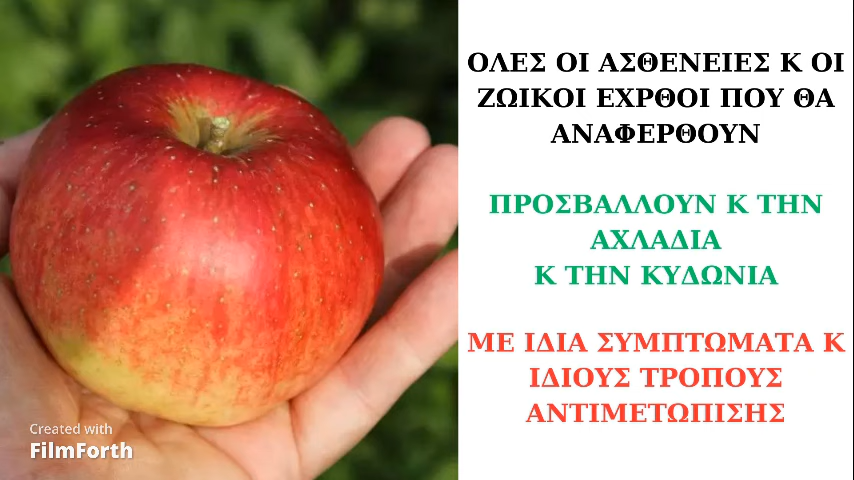 ΟΛΕΣ ΟΙ ΑΣΘΕΝΕΙΕΣ Κ ΟΙ
ΖΩΙΚΟΙ ΕΧΡΘΟΙ ΠΟΥ ΘΑ
ΑΝΑΦΕΡΘΟΥΝ
ΠΡΟΣΒΑΛΛΟΥΝ Κ ΤΗΝ
ΑΧΛΑΔΙΑ
Κ ΤΗΝ ΚΥΔΩΝΙΑ
ΜΕ ΙΔΙΑ ΣΥΜΠΤΩΜΑΤΑ Κ
ΙΔΙΟΥΣ ΤΡΟΠΟΥΣ
ΑΝΤΙΜΕΤΩΠΙΣΗΣ
Created with
FilmForth